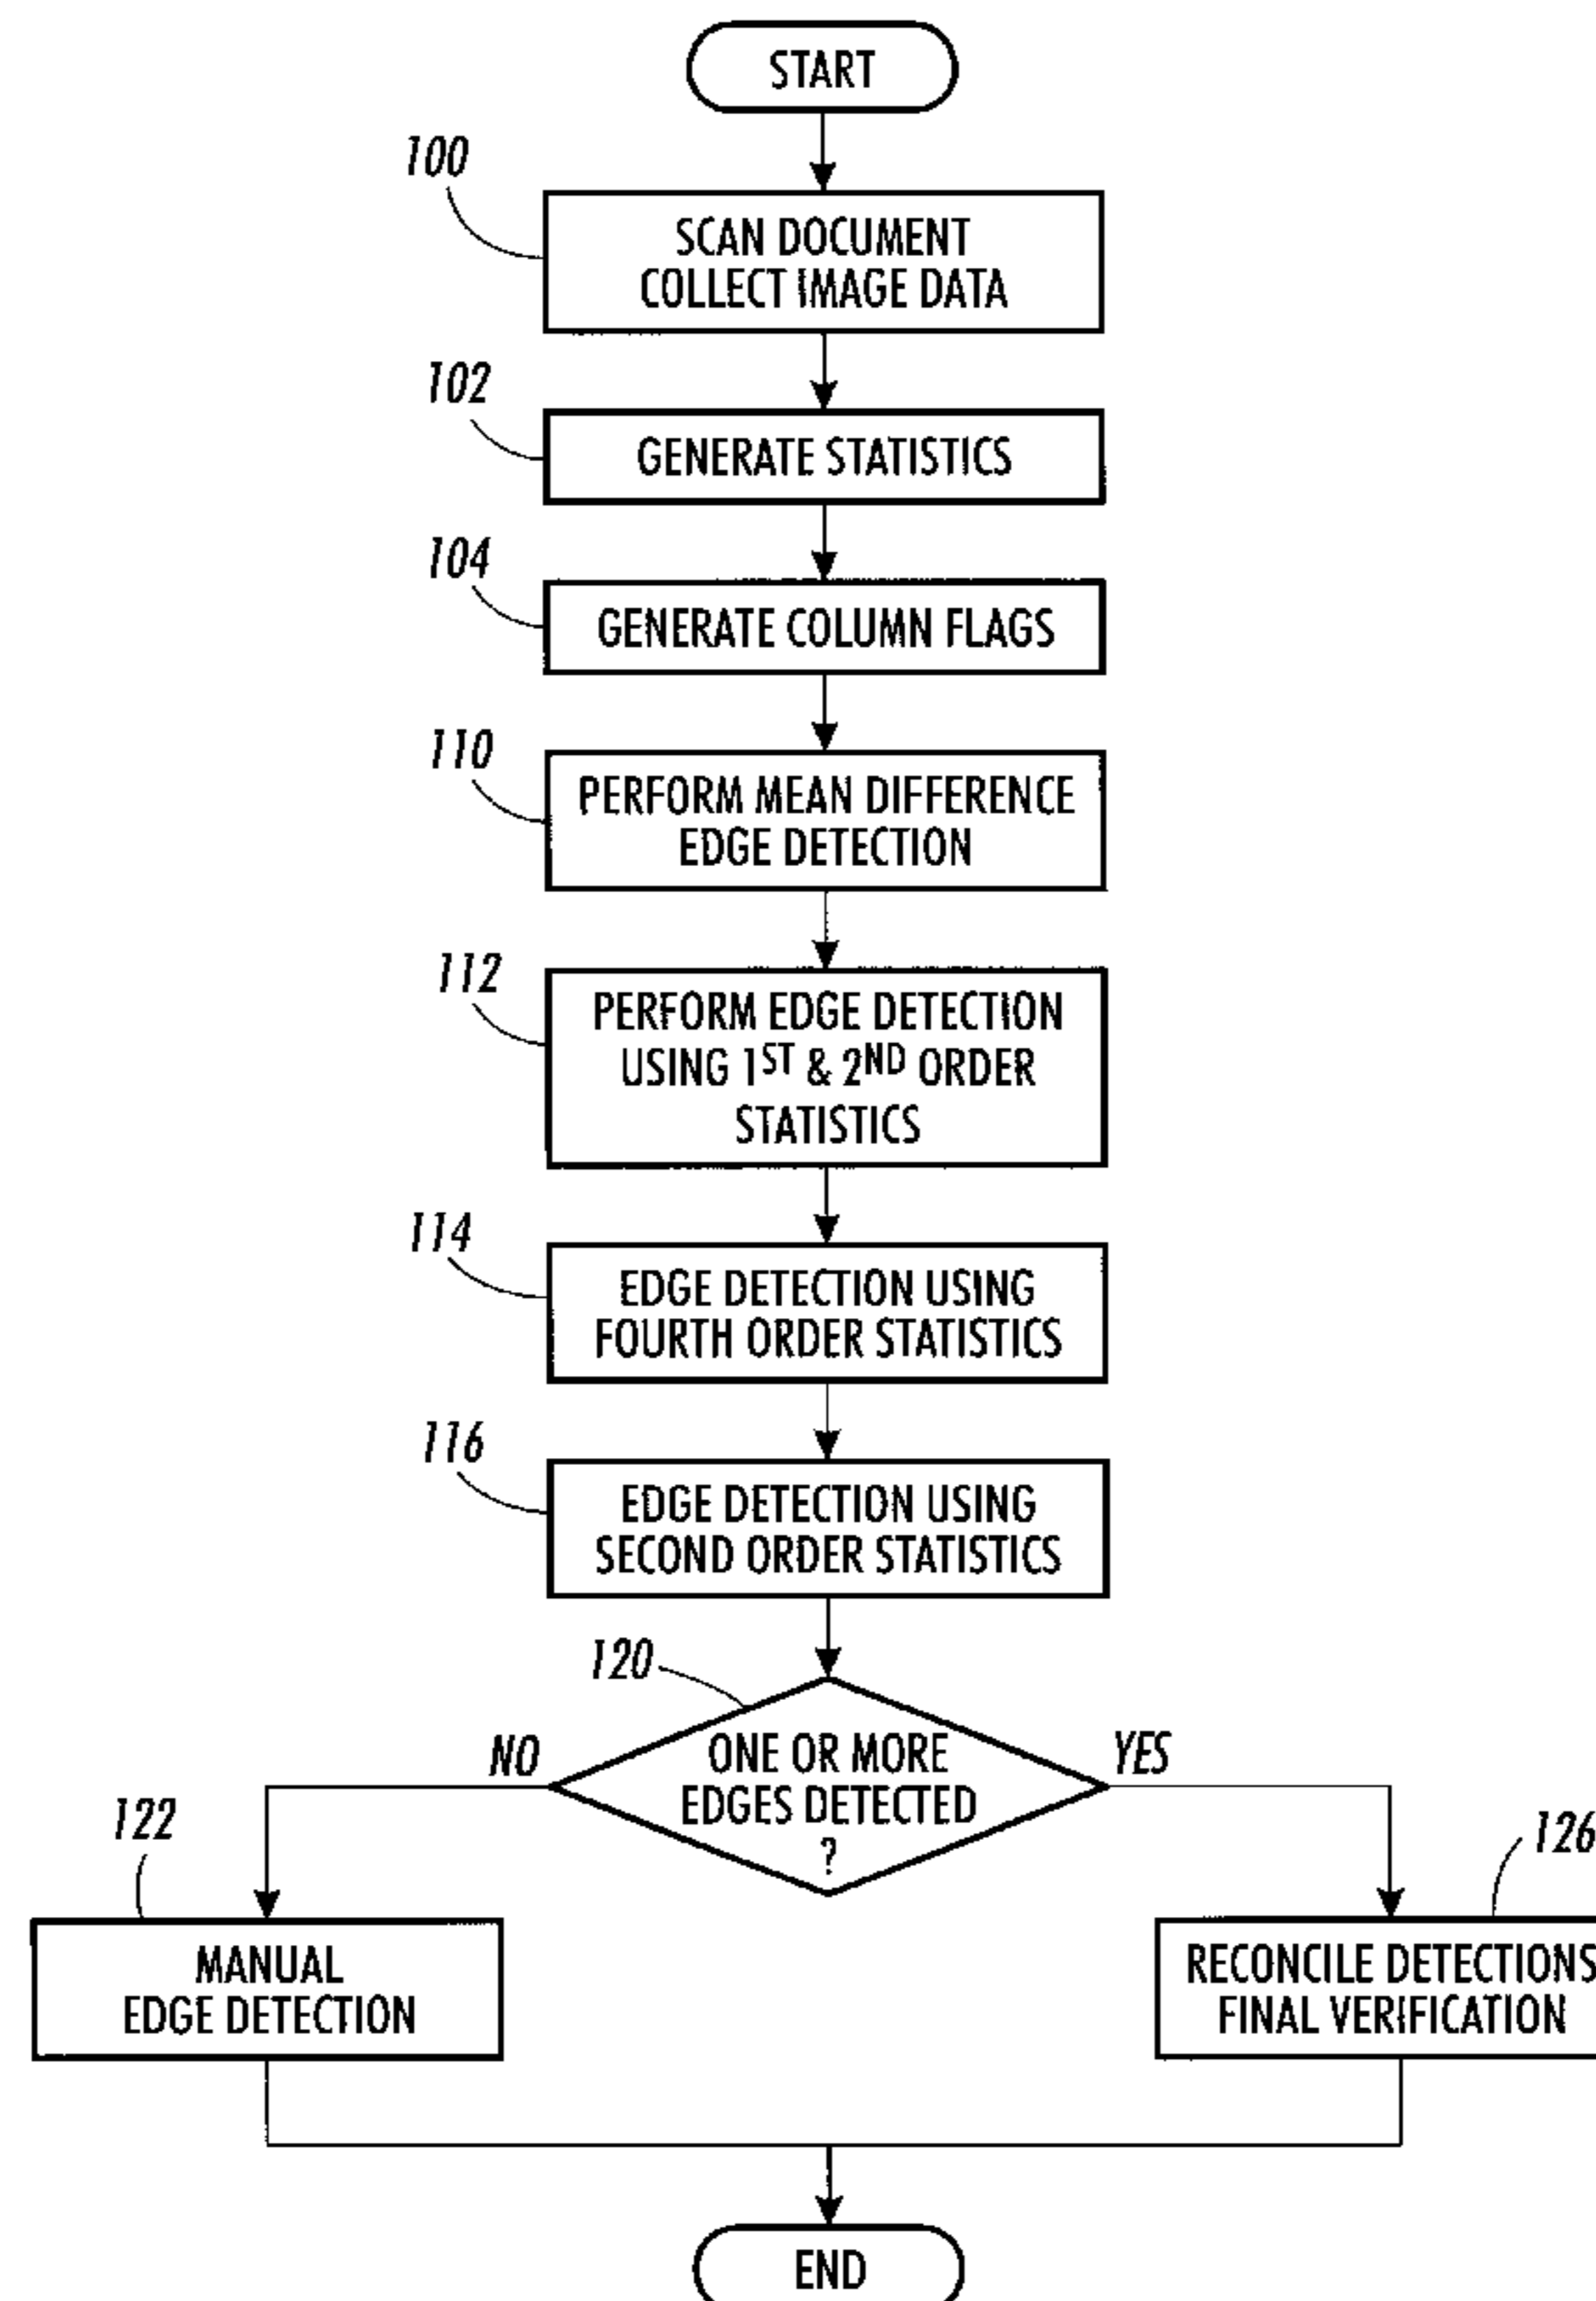 START
100
SCAN DOCUMENT
COLLECT IMAGE DATA
102
GENERATE STATISTICS
104
GENERATE COLUMN FLAGS
110
PERFORM MEAN DIFFERENCE
EDGE DETECTION
112
PERFORM EDGE DETECTION
USING 1ST & 2ND ORDER
STATISTICS
114
EDGE DETECTION USING
FOURTH ORDER STATISTICS
116
EDGE DETECTION USING
SECOND ORDER STATISTICS
120
ONE OR MORE
EDGES DETECTED
?
NO
YES
122
MANUAL
EDGE DETECTION
126
RECONCILE DETECTIONS
FINAL VERIFICATION
END